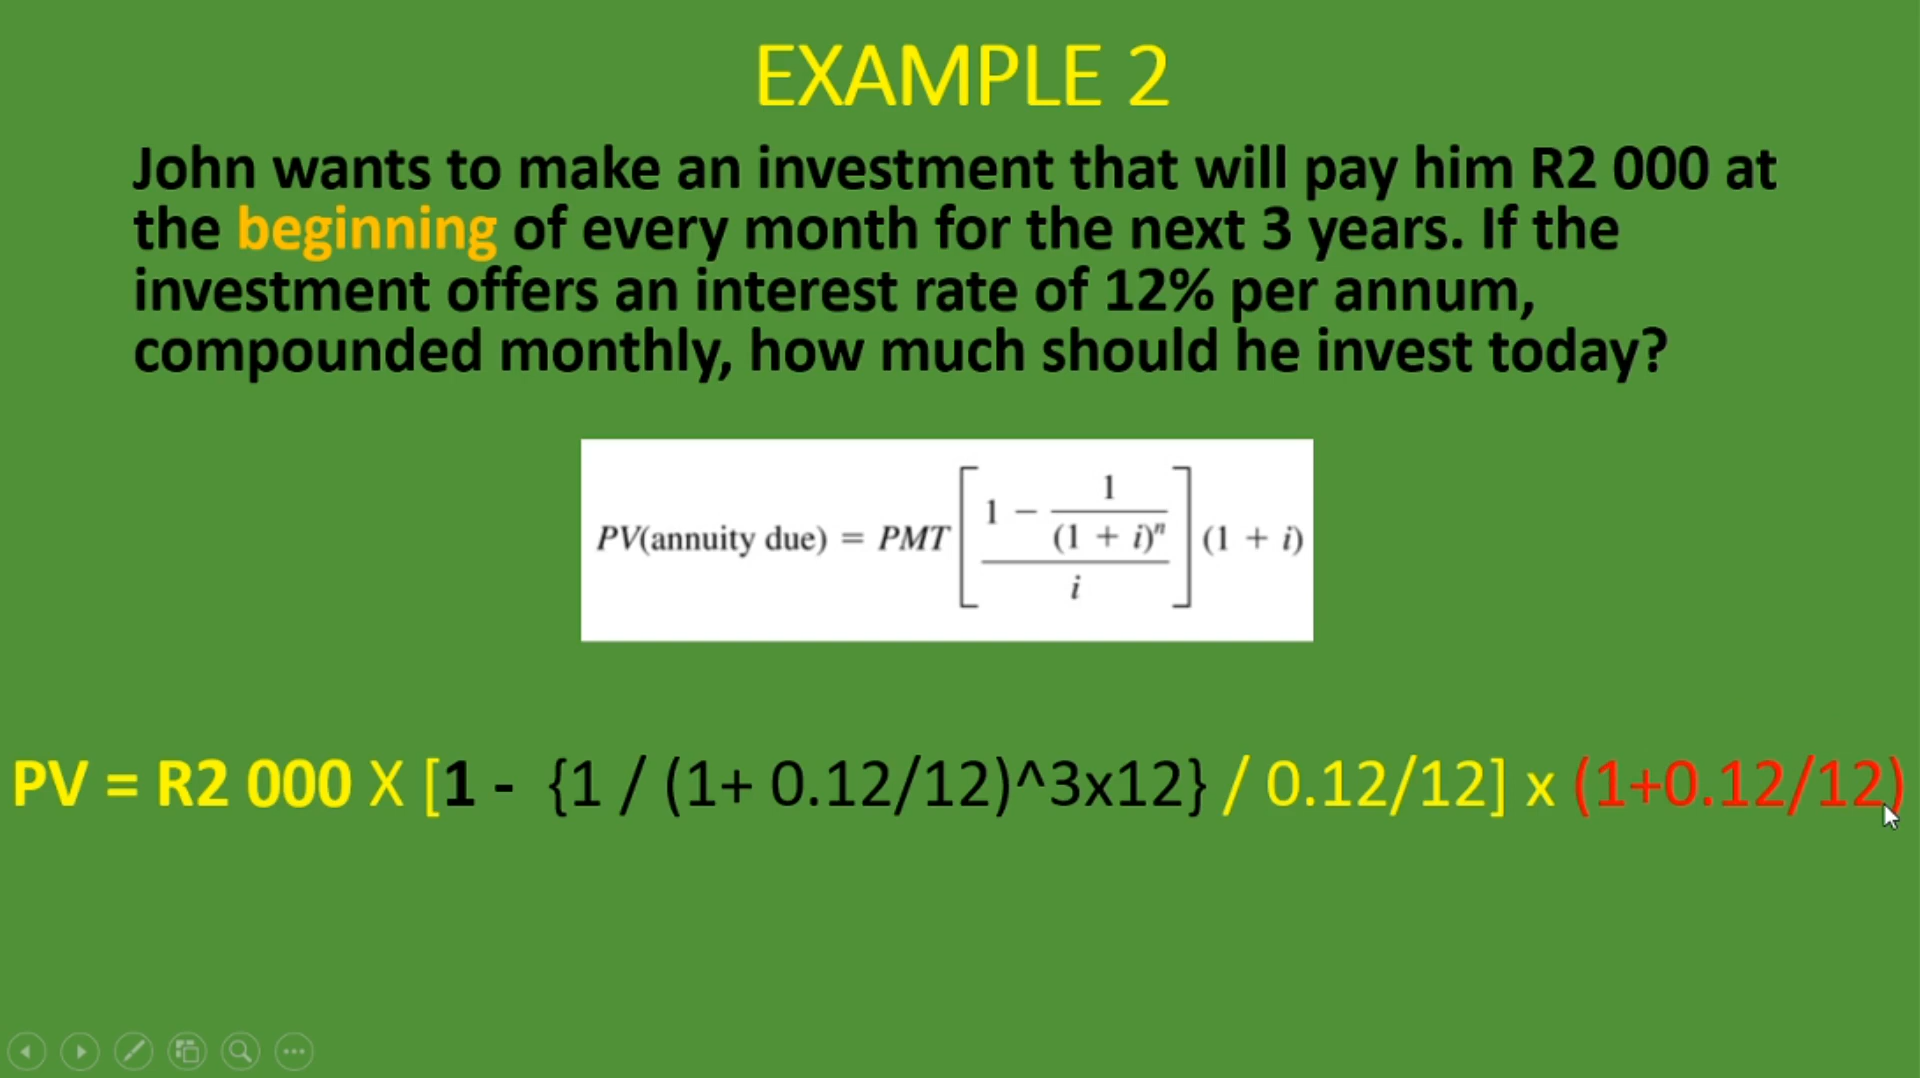 EXAMPLE 2
John wants to make an investment that will pay him R2 000 at
the beginning of every month for the next 3 years. If the
investment offers an interest rate of 12% per annum,
compounded monthly, how much should he invest today?
PV(annuity due) = PMT [ (1 − 1/(1 + i)ⁿ) / i ] (1 + i)
PV = R2 000 X [1 - {1 / (1+ 0.12/12)^3x12} / 0.12/12] x (1+0.12/12)